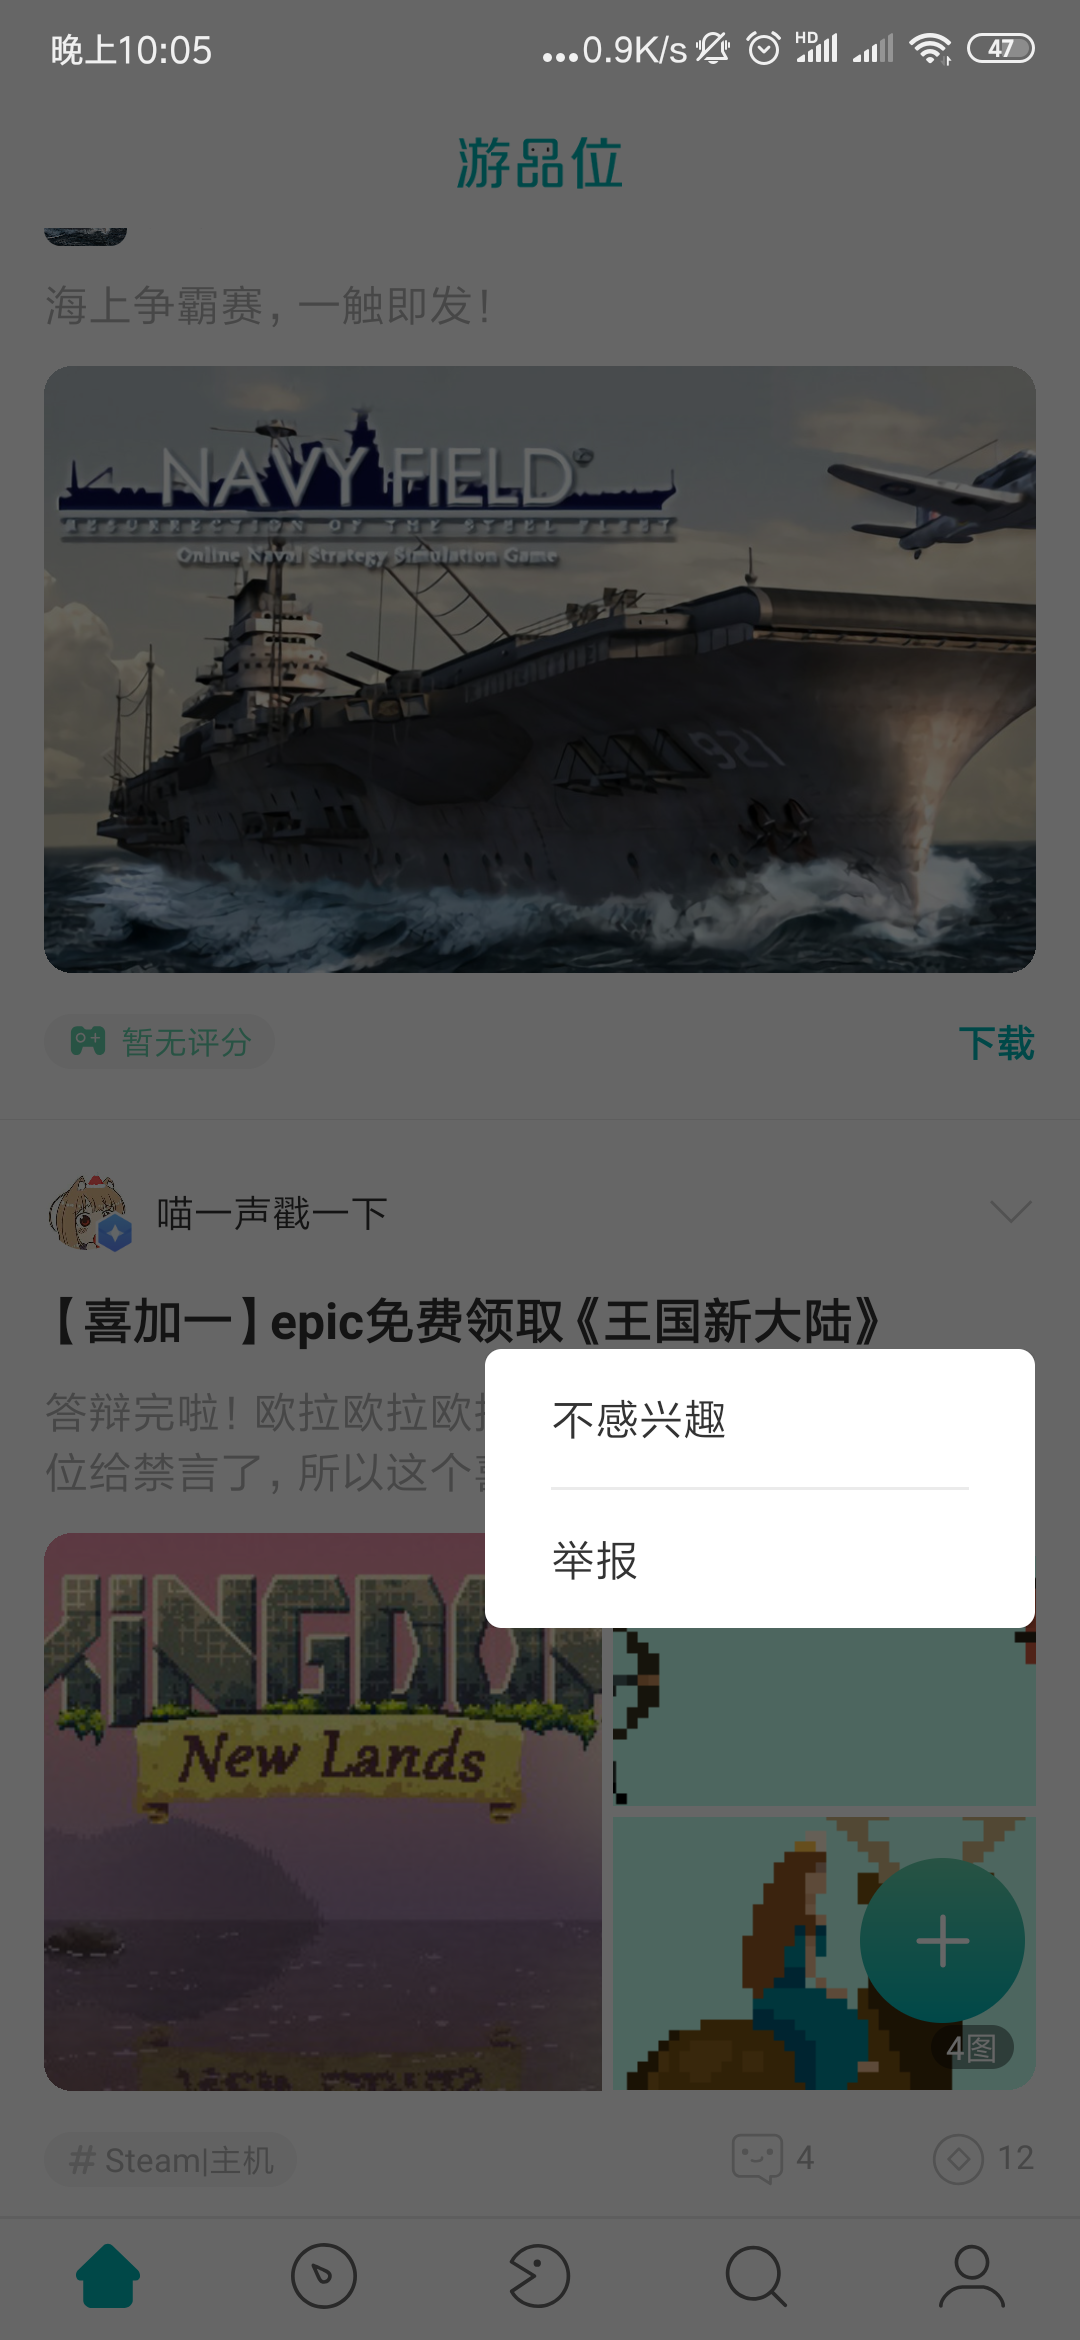 晚上10:05
...0.9K/s
HD
47
游品位
海上争霸赛，一触即发！
NAVY FIELD
RESURRECTION OF THE STEEL FLEET
Online Naval Strategy Simulation Game
921
暂无评分
下载
喵一声戳一下
【喜加一】epic免费领取《王国新大陆》
答辩完啦！欧拉欧拉欧
位给禁言了，所以这个
不感兴趣
举报
KINGDOM
New Lands
4图
# Steam|主机
4
12